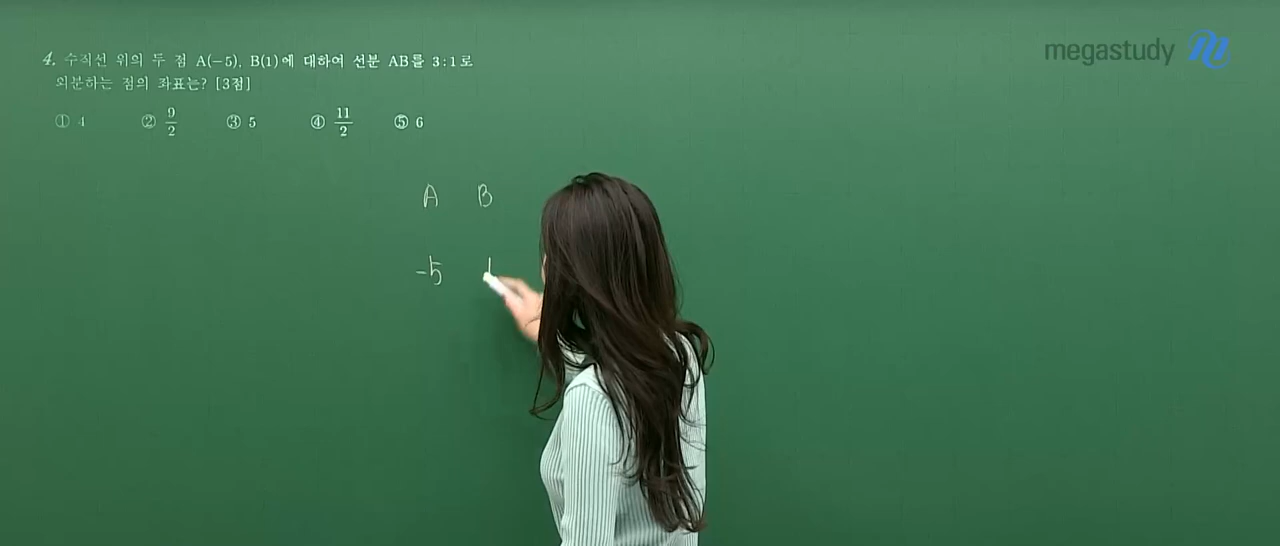 megastudy
4. 수직선 위의 두 점 A(−5), B(1)에 대하여 선분 AB를 3 : 1로
외분하는 점의 좌표는? [3점]
① 4 ② 9/2 ③ 5 ④ 11/2 ⑤ 6
A B
-5 1